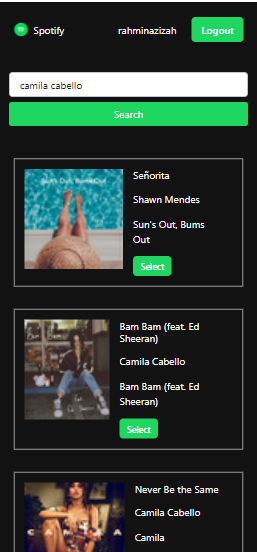 Spotify rahminazizah Logout
camila cabello
Search
Sun's Out, Bums Out
Señorita
Shawn Mendes
Sun's Out, Bums
Out
Select
Bam Bam (feat. Ed
Sheeran)
Camila Cabello
Bam Bam (feat. Ed
Sheeran)
Select
Never Be the Same
Camila Cabello
Camila
CAMILA